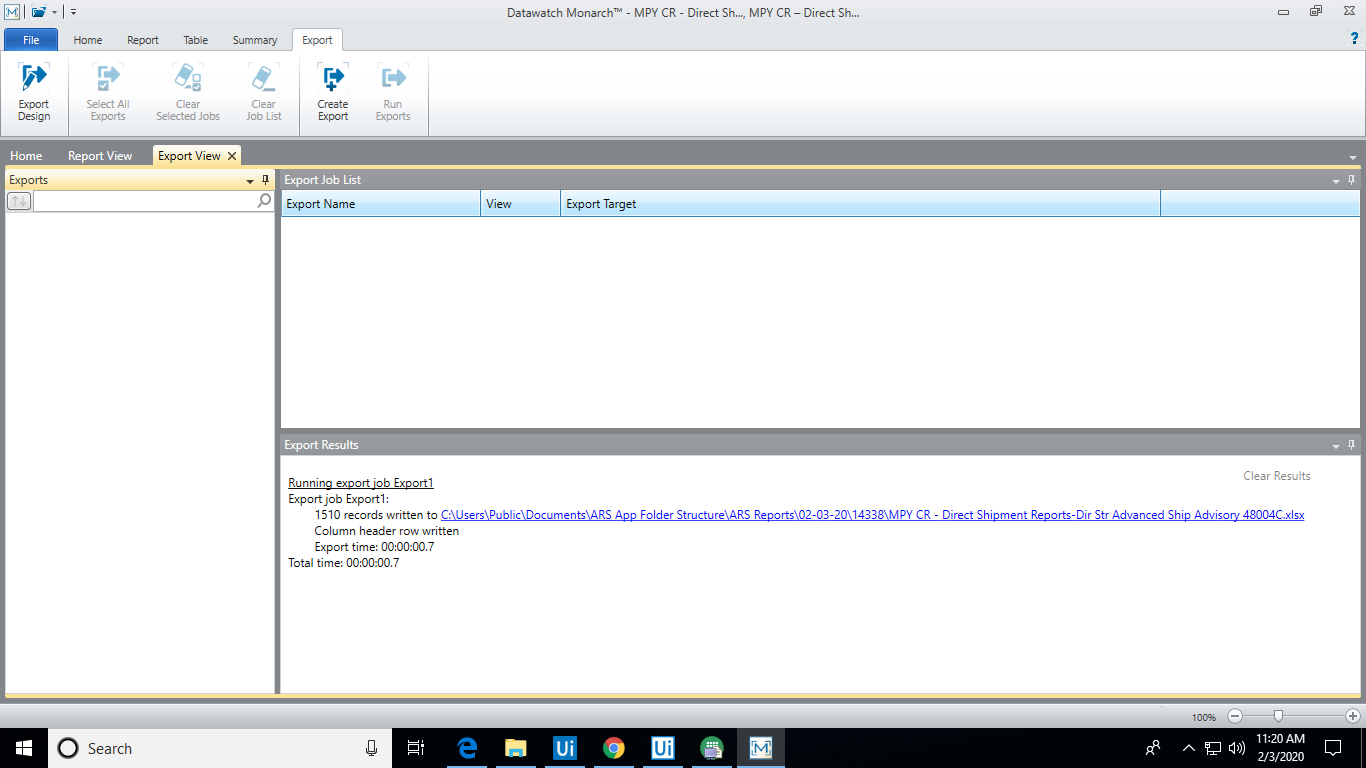 Datawatch Monarch™ - MPY CR - Direct Sh..., MPY CR – Direct Sh...
File Home Report Table Summary Export
Export Design
Select All Exports
Clear Selected Jobs
Clear Job List
Create Export
Run Exports
Home Report View Export View
Exports
Export Job List
Export Name View Export Target
Export Results
Clear Results
Running export job Export1
Export job Export1:
1510 records written to C:\Users\Public\Documents\ARS App Folder Structure\ARS Reports\02-03-20\14338\MPY CR - Direct Shipment Reports-Dir Str Advanced Ship Advisory 48004C.xlsx
Column header row written
Export time: 00:00:00.7
Total time: 00:00:00.7
100%
Search
Ui
Ui
11:20 AM
2/3/2020